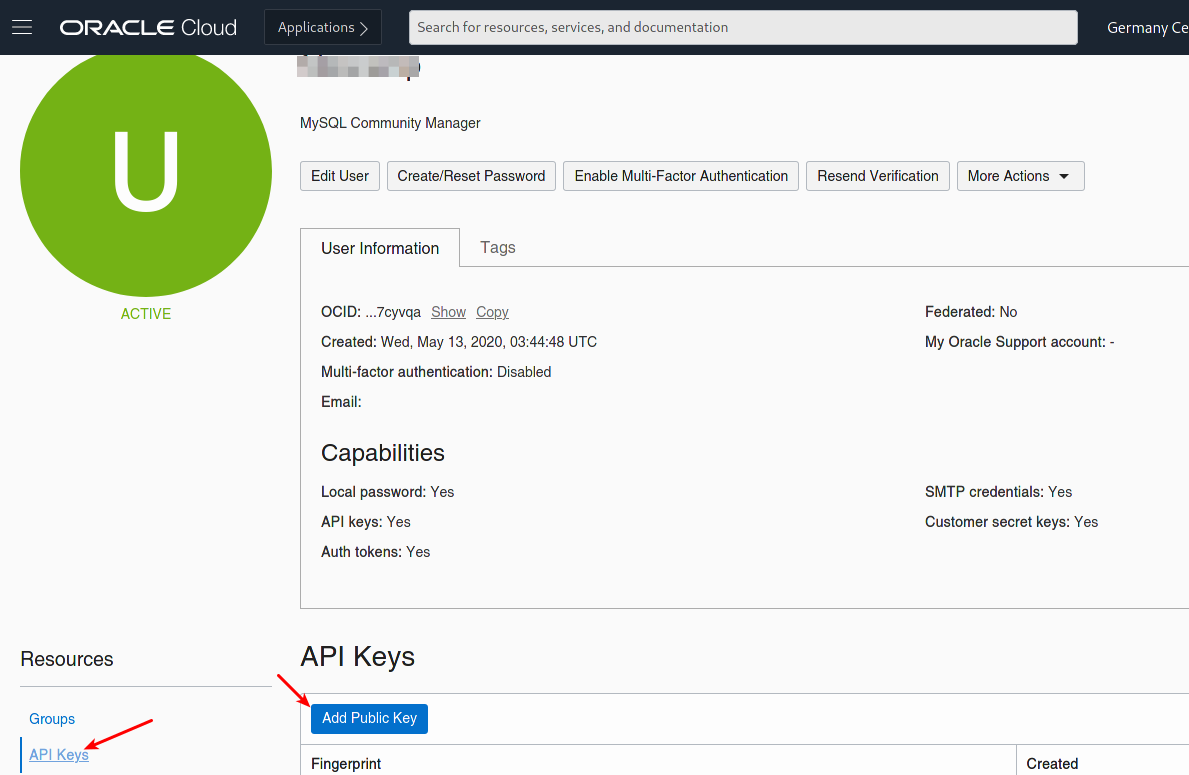 ORACLE Cloud
Applications
Search for resources, services, and documentation
Germany Ce
U
ACTIVE
MySQL Community Manager
Edit User
Create/Reset Password
Enable Multi-Factor Authentication
Resend Verification
More Actions
User Information
Tags
OCID: ...7cyvqa Show Copy
Federated: No
Created: Wed, May 13, 2020, 03:44:48 UTC
My Oracle Support account: -
Multi-factor authentication: Disabled
Email:
Capabilities
Local password: Yes
SMTP credentials: Yes
API keys: Yes
Customer secret keys: Yes
Auth tokens: Yes
Resources
Groups
API Keys
API Keys
Add Public Key
Fingerprint
Created